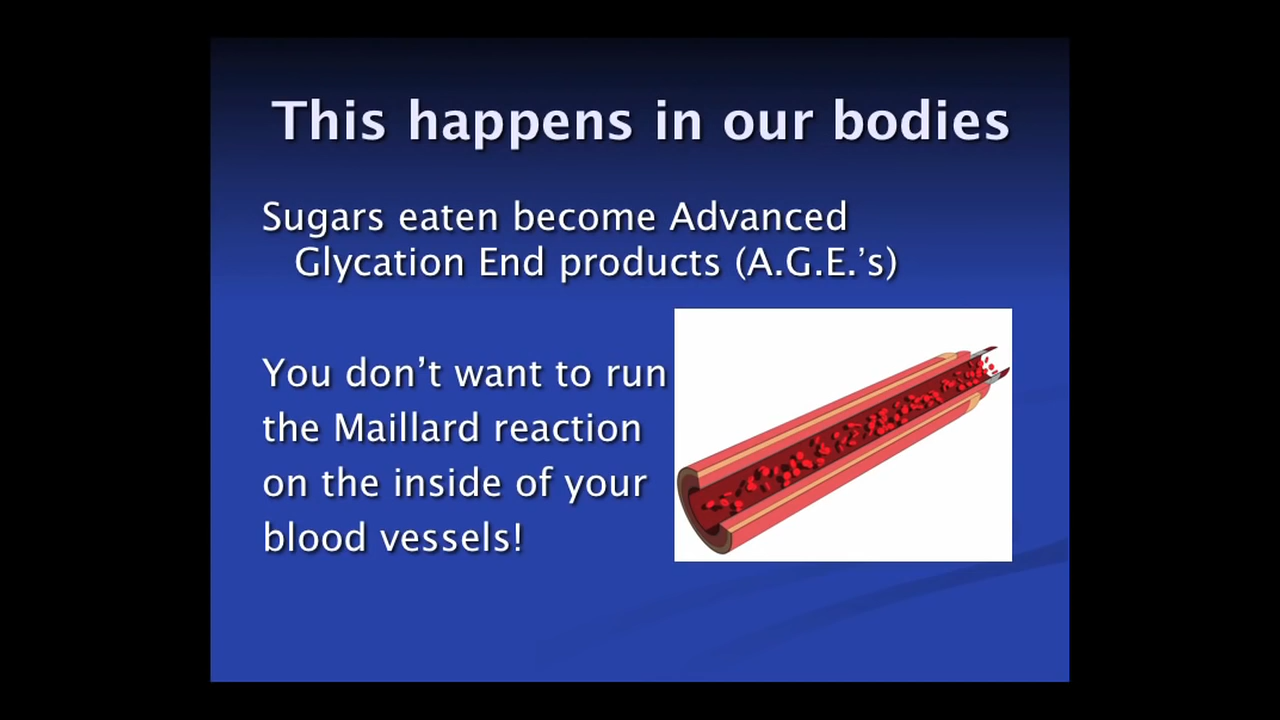 This happens in our bodies
Sugars eaten become Advanced
Glycation End products (A.G.E.’s)
You don’t want to run
the Maillard reaction
on the inside of your
blood vessels!